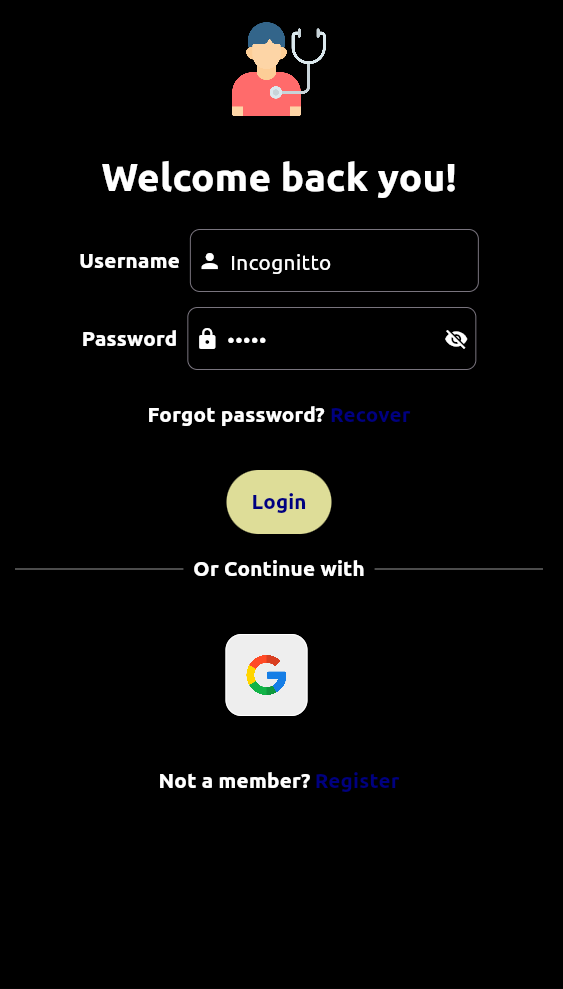 Welcome back you!
Username Incognitto
Password •••••
Forgot password? Recover
Login
Or Continue with
Not a member? Register